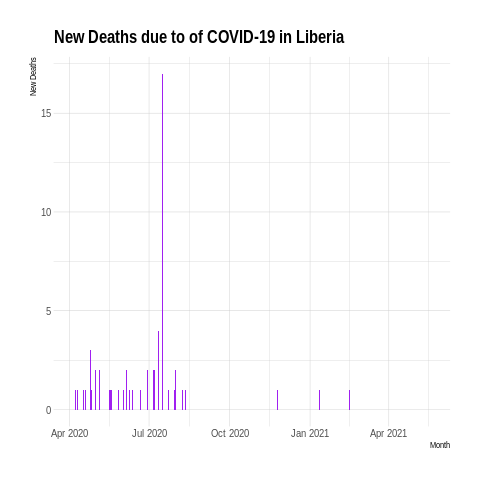 New Deaths due to of COVID-19 in Liberia
New Deaths
15
10
5
0
Apr 2020 Jul 2020 Oct 2020 Jan 2021 Apr 2021
Month